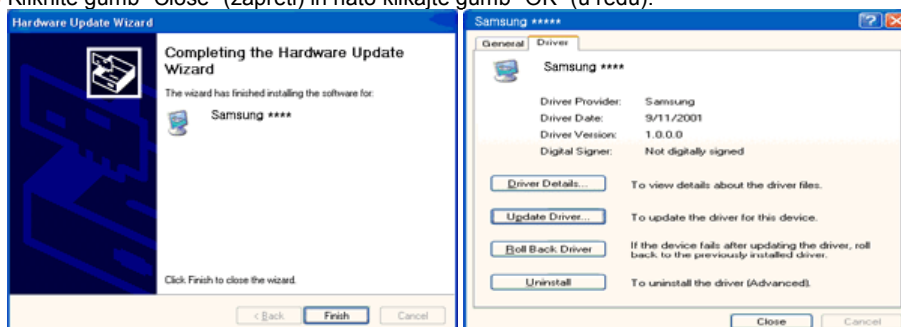 Kliknite gumb "Close" (zapreti) in nato klikajte gumb "OK" (u redu).
Hardware Update Wizard
Completing the Hardware Update
Wizard
The wizard has finished installing the software for:
Samsung ****
Click Finish to close the wizard.
< Back
Finish
Cancel
Samsung *****
General
Driver
Samsung ****
Driver Provider: Samsung
Driver Date: 9/11/2001
Driver Version: 1.0.0.0
Digital Signer: Not digitally signed
Driver Details... To view details about the driver files.
Update Driver... To update the driver for this device.
Roll Back Driver If the device fails after updating the driver, roll
back to the previously installed driver.
Uninstall To uninstall the driver (Advanced).
Close
Cancel